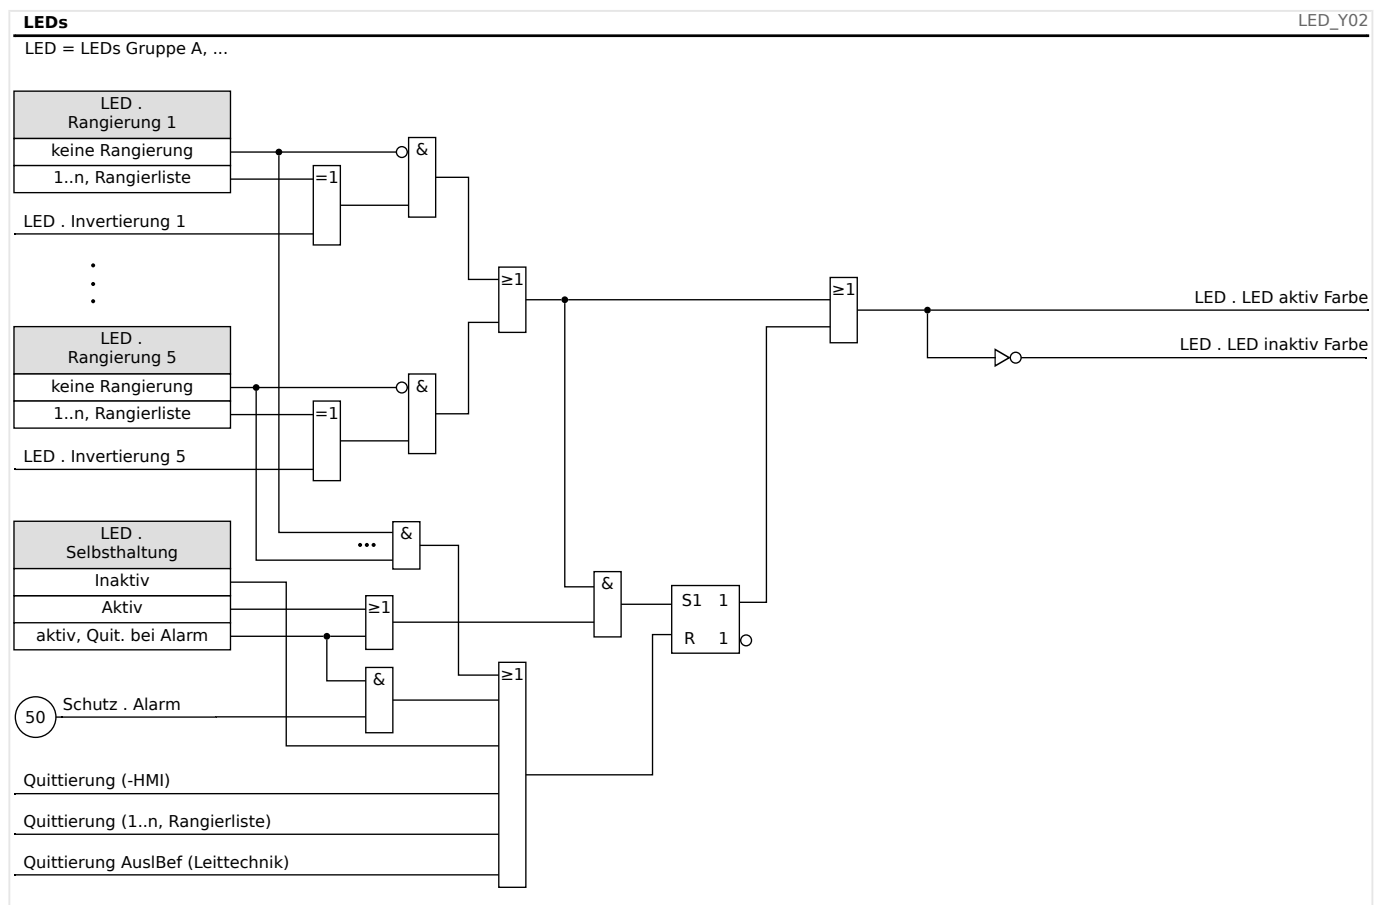 LEDs
LED_Y02
LED = LEDs Gruppe A, ...
LED .
Rangierung 1
keine Rangierung
1..n, Rangierliste
&
=1
LED . Invertierung 1
≥1
≥1
LED . LED aktiv Farbe
LED . LED inaktiv Farbe
LED .
Rangierung 5
keine Rangierung
1..n, Rangierliste
&
=1
LED . Invertierung 5
LED .
Selbsthaltung
Inaktiv
Aktiv
aktiv, Quit. bei Alarm
&
...
≥1
&
S1 1
R 1
&
≥1
50
Schutz . Alarm
Quittierung (-HMI)
Quittierung (1..n, Rangierliste)
Quittierung AuslBef (Leittechnik)